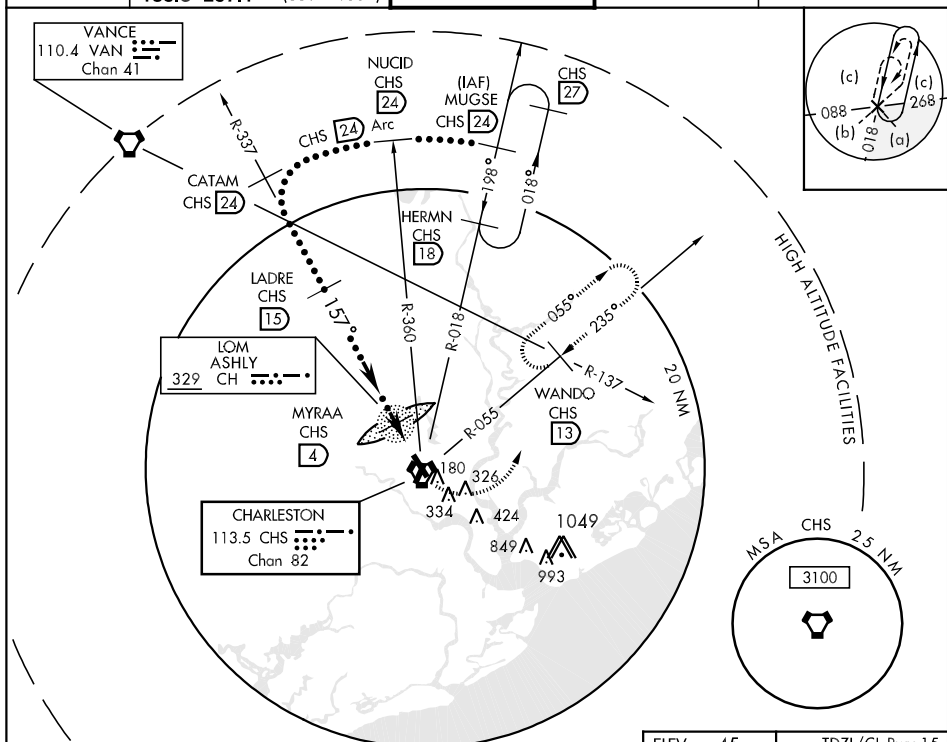 VANCE
110.4 VAN
Chan 41
R-337
NUCID
CHS
24
CHS 24 Arc
(IAF)
MUGSE
CHS 24
CHS
27
(c)
(c)
088
268
(b)
018
(a)
CATAM
CHS 24
198°
018°
HERMN
CHS
18
HIGH ALTITUDE FACILITIES
LADRE
CHS
15
157°
R-360
R-018
055°
235°
LOM
ASHLY
329 CH
R-137
20 NM
MYRAA
CHS
4
R-055
WANDO
CHS
13
180
326
334
424
CHARLESTON
113.5 CHS
Chan 82
849
1049
993
MSA CHS 25 NM
3100
ELEV 45